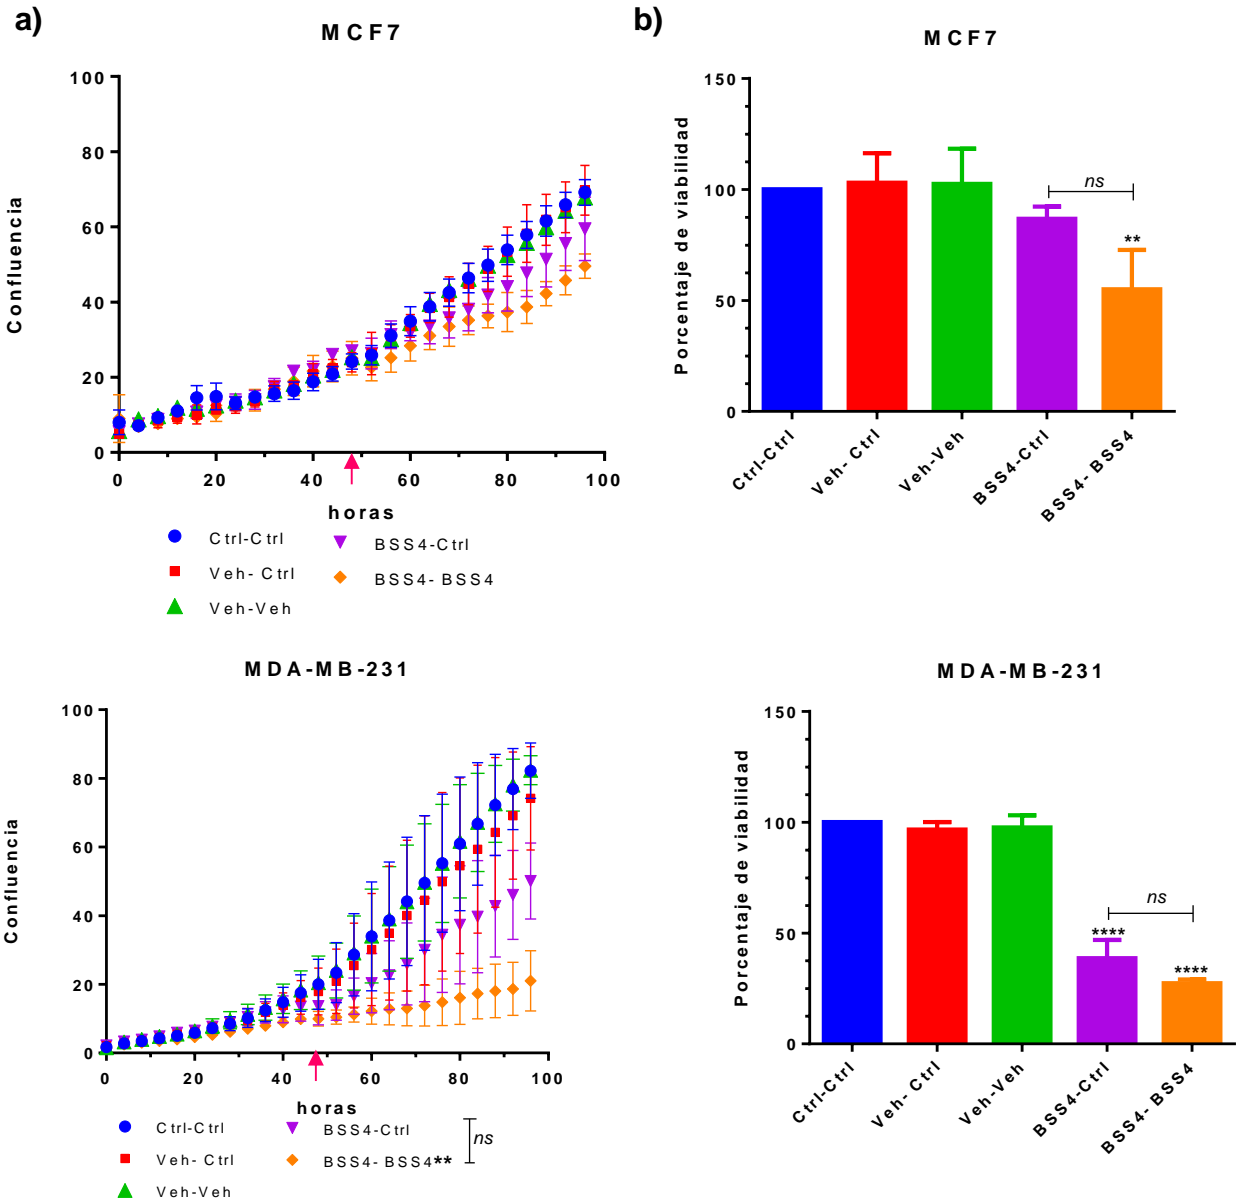 a)
MCF7
Confluencia
100
80
60
40
20
0
0 20 40 60 80 100
horas
Ctrl-Ctrl
Veh- Ctrl
Veh-Veh
BSS4-Ctrl
BSS4- BSS4
b)
MCF7
Porcentaje de viabilidad
150
100
50
0
ns
**
Ctrl-Ctrl
Veh- Ctrl
Veh-Veh
BSS4-Ctrl
BSS4- BSS4
MDA-MB-231
Confluencia
100
80
60
40
20
0
0 20 40 60 80 100
horas
Ctrl-Ctrl
Veh- Ctrl
Veh-Veh
BSS4-Ctrl
BSS4- BSS4**
ns
MDA-MB-231
Porcentaje de viabilidad
150
100
50
0
ns
****
****
Ctrl-Ctrl
Veh- Ctrl
Veh-Veh
BSS4-Ctrl
BSS4- BSS4